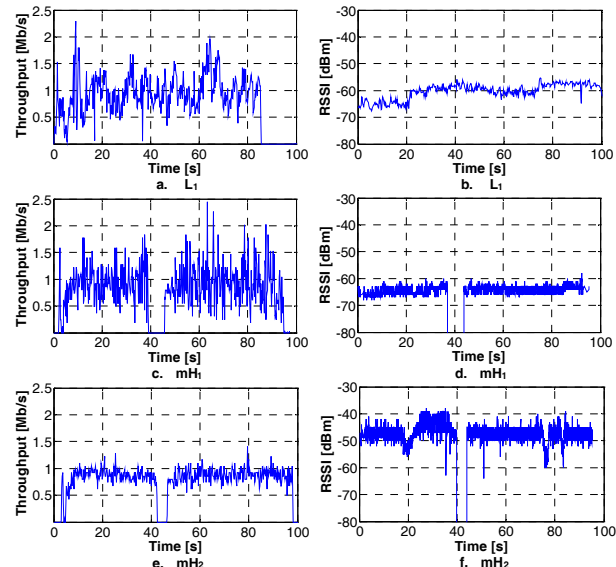 Throughput [Mb/s]
2.5
2
1.5
1
0.5
0 20 40 60 80 100
Time [s]
a. L1
RSSI [dBm]
-30
-40
-50
-60
-70
-80
0 20 40 60 80 100
Time [s]
b. L1
Throughput [Mb/s]
2.5
2
1.5
1
0.5
0 20 40 60 80 100
Time [s]
c. mH1
RSSI [dBm]
-30
-40
-50
-60
-70
-80
0 20 40 60 80 100
Time [s]
d. mH1
Throughput [Mb/s]
2.5
2
1.5
1
0.5
0 20 40 60 80 100
Time [s]
e. mH2
RSSI [dBm]
-30
-40
-50
-60
-70
-80
0 20 40 60 80 100
Time [s]
f. mH2